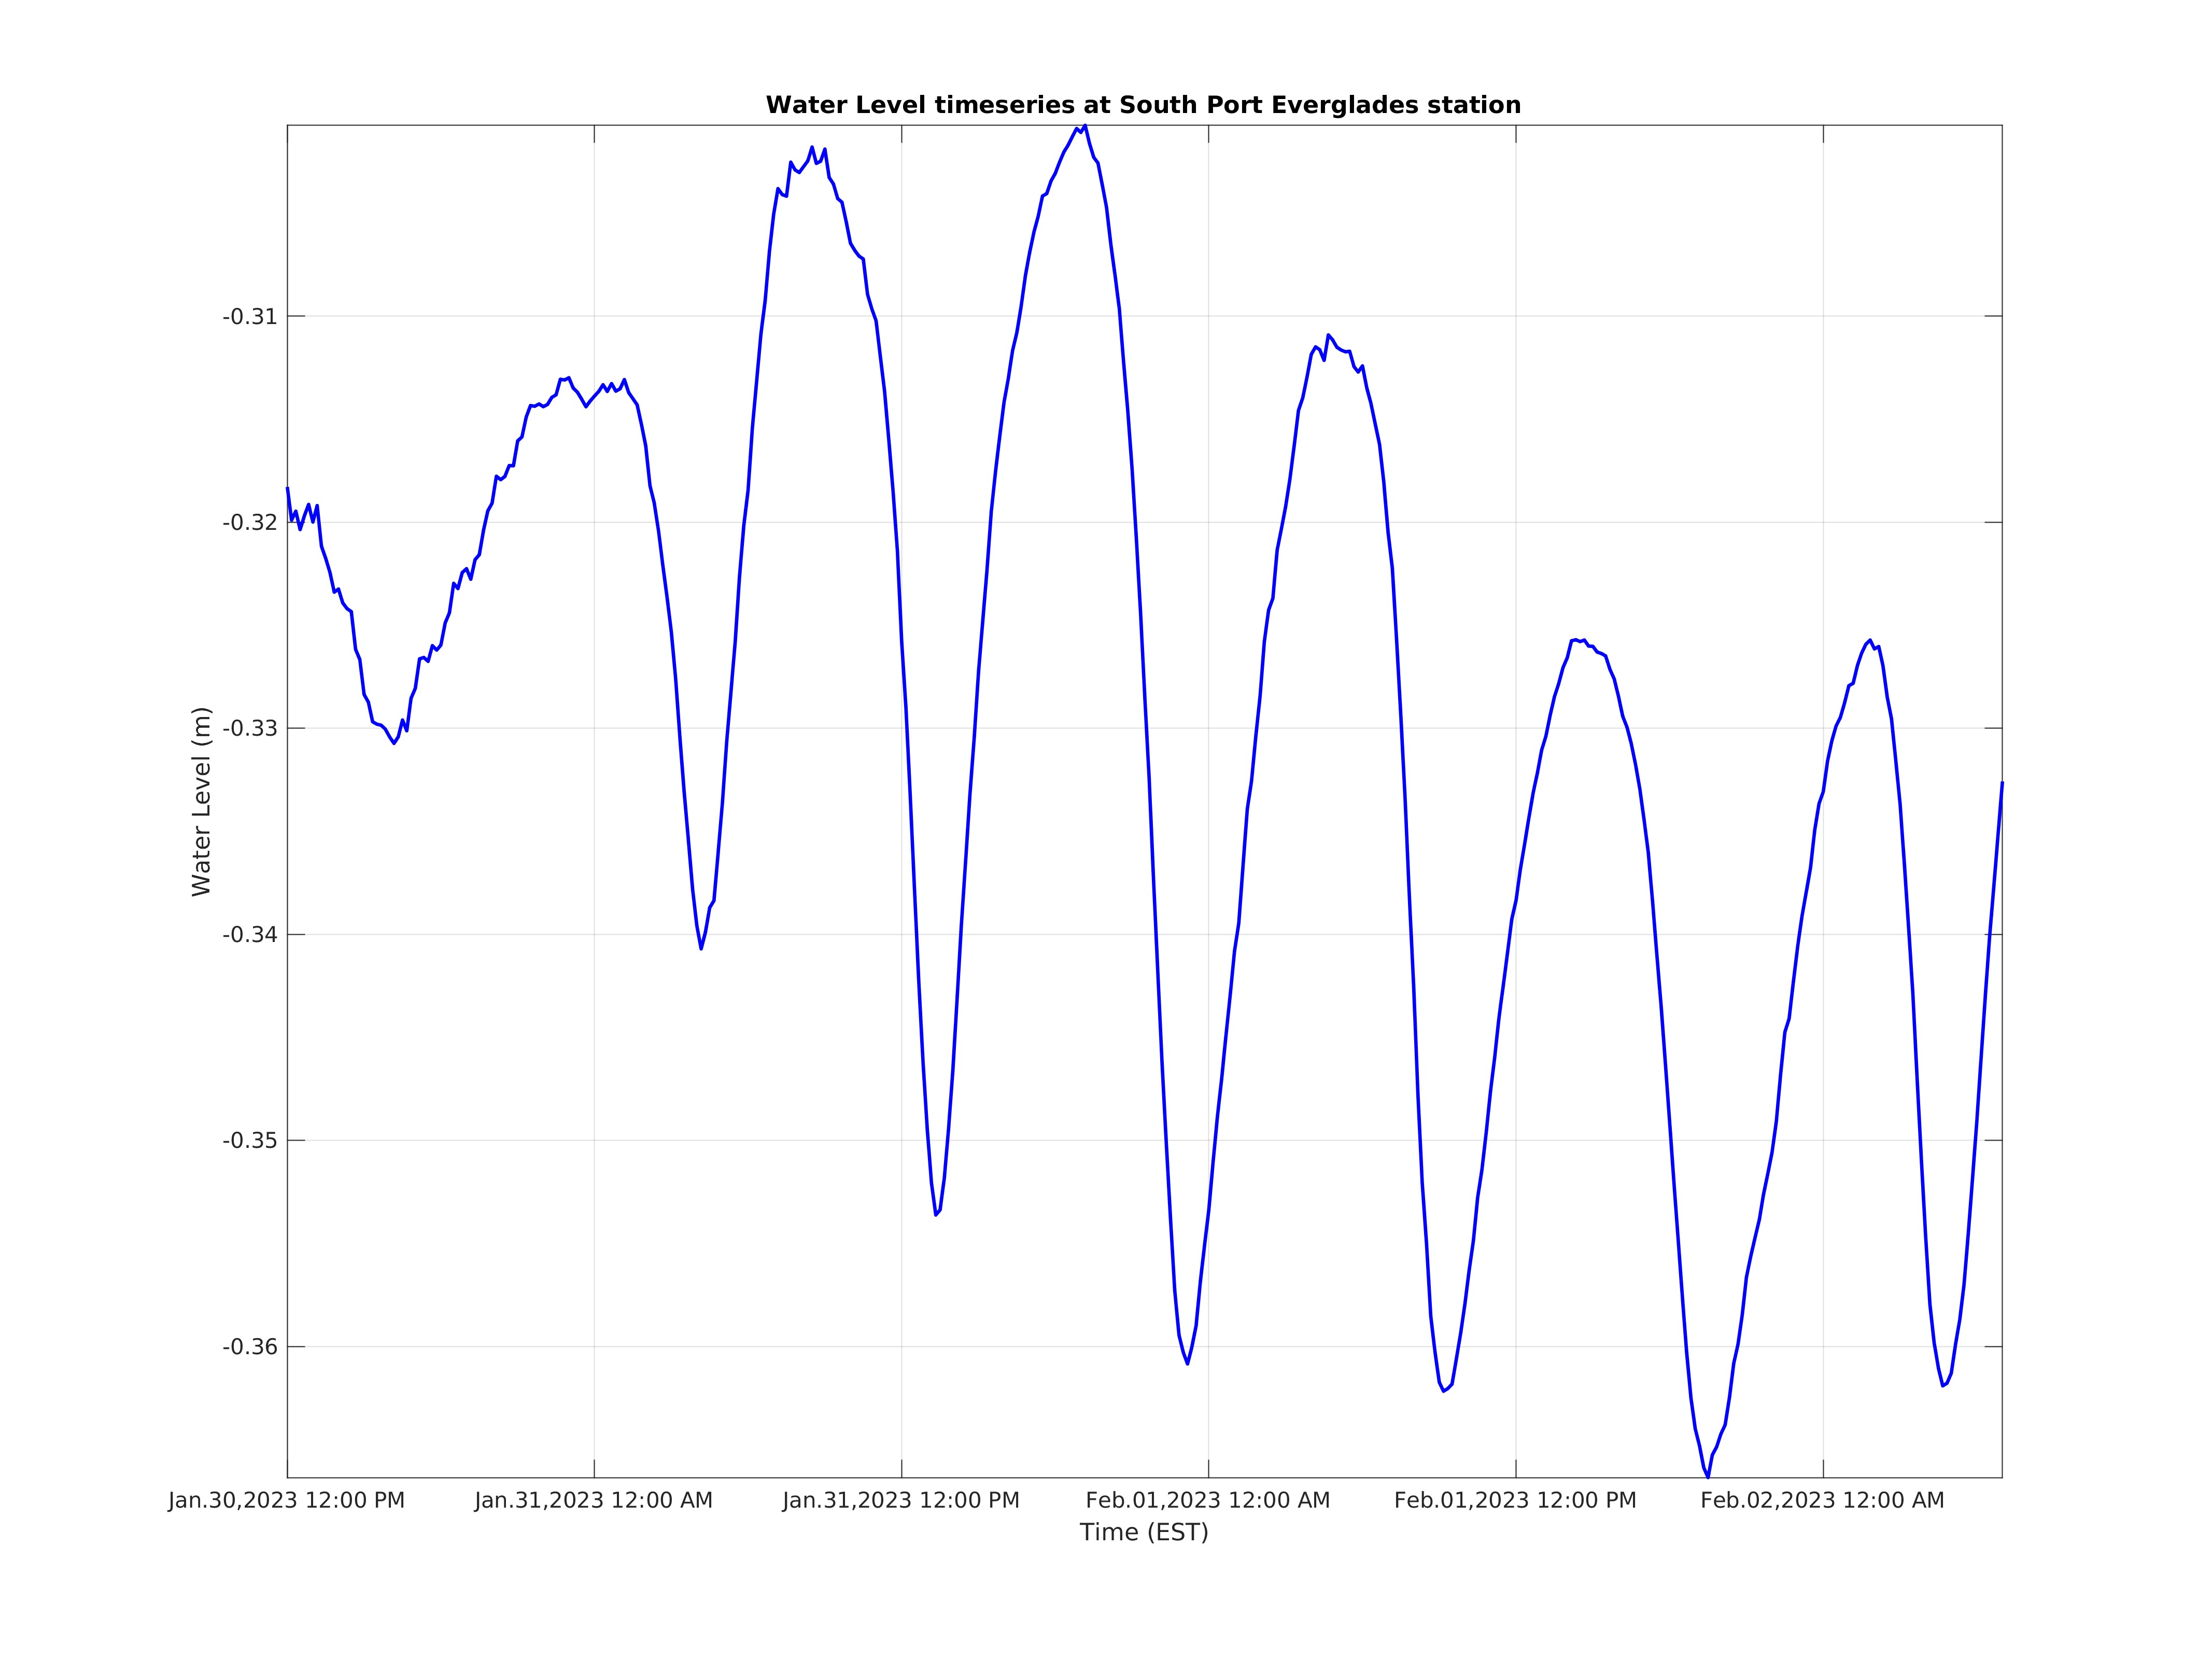 Water Level timeseries at South Port Everglades station
-0.31
-0.32
-0.33
-0.34
-0.35
-0.36
Water Level (m)
Jan.30,2023 12:00 PM
Jan.31,2023 12:00 AM
Jan.31,2023 12:00 PM
Feb.01,2023 12:00 AM
Feb.01,2023 12:00 PM
Feb.02,2023 12:00 AM
Time (EST)